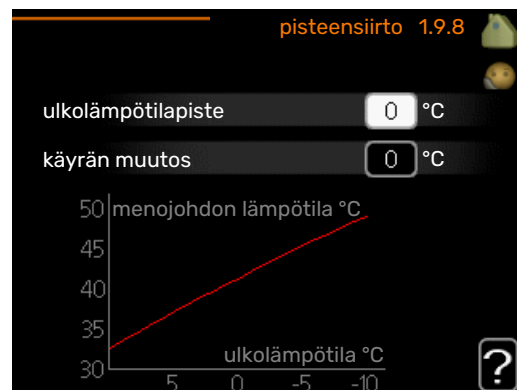 pisteensiirto 1.9.8
ulkolämpötilapiste 0 °C
käyrän muutos 0 °C
menojohdon lämpötila °C
50
45
40
35
30
ulkolämpötila °C
5 0 -5 -10
?